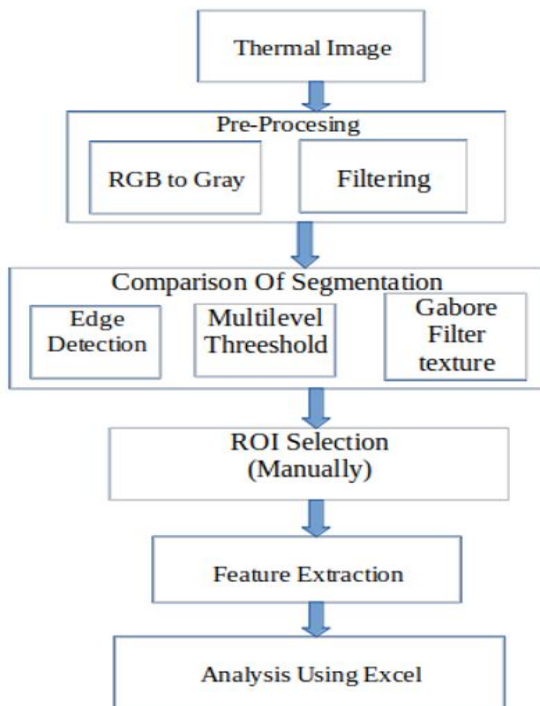 Thermal Image
Pre-Procesing
RGB to Gray
Filtering
Comparison Of Segmentation
Edge
Detection
Multilevel
Threeshold
Gabore
Filter
texture
ROI Selection
(Manually)
Feature Extraction
Analysis Using Excel